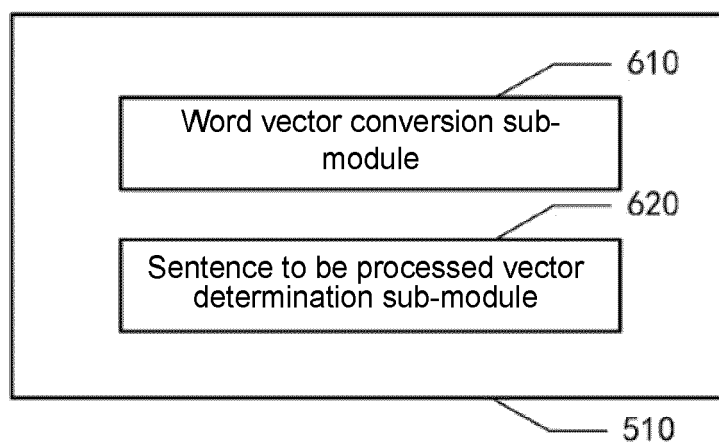 610
Word vector conversion sub-
module
620
Sentence to be processed vector
determination sub-module
510